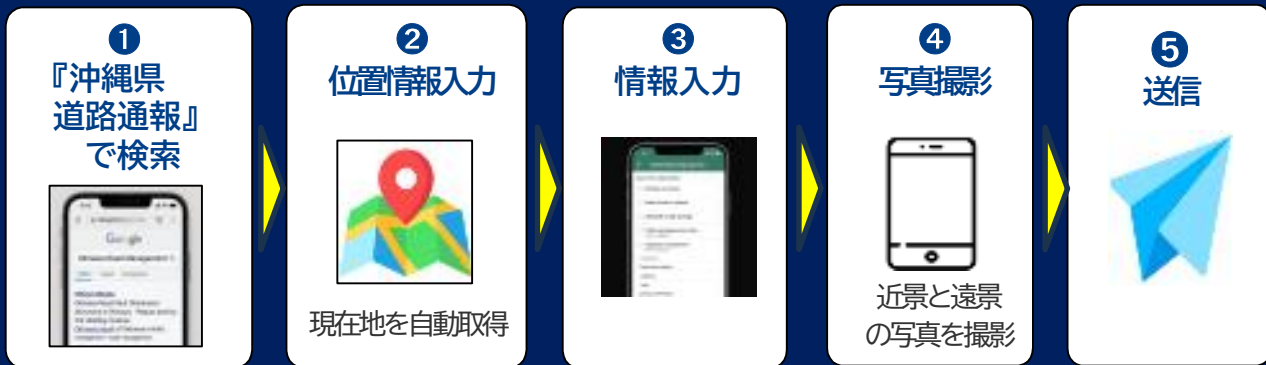 ❶
『沖縄県
道路通報』
で検索
Google
❷
位置情報入力
現在地を自動取得
❸
情報入力
❹
写真撮影
近景と遠景
の写真を撮影
❺
送信